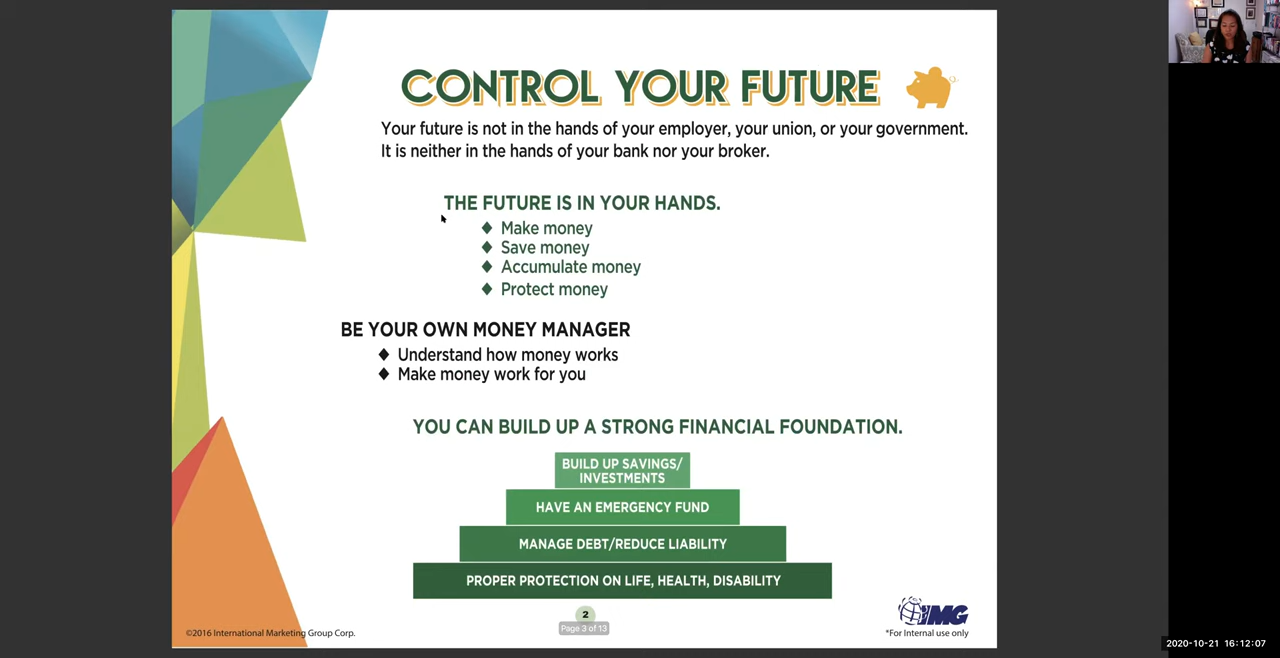 CONTROL YOUR FUTURE
Your future is not in the hands of your employer, your union, or your government.
It is neither in the hands of your bank nor your broker.
THE FUTURE IS IN YOUR HANDS.
◆ Make money
◆ Save money
◆ Accumulate money
◆ Protect money
BE YOUR OWN MONEY MANAGER
◆ Understand how money works
◆ Make money work for you
YOU CAN BUILD UP A STRONG FINANCIAL FOUNDATION.
BUILD UP SAVINGS/
INVESTMENTS
HAVE AN EMERGENCY FUND
MANAGE DEBT/REDUCE LIABILITY
PROPER PROTECTION ON LIFE, HEALTH, DISABILITY
2
Page 3 of 13
IMG
©2016 International Marketing Group Corp.
*For Internal use only
2020-10-21 16:12:07